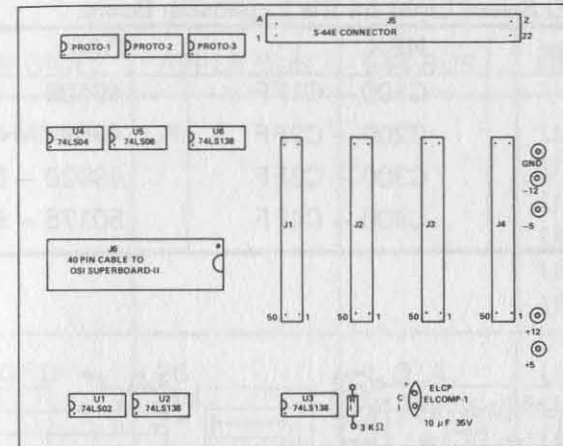 A J5 2
1 S-44E CONNECTOR 22
PROTO-1 PROTO-2 PROTO-3
U4 U5 U6
74LS04 74LS08 74LS138
GND
-12
-5
J1 J2 J3 J4
J6
40 PIN CABLE TO
OSI SUPERBOARD-II
50 1 50 1 50 1 50 1
+12
+5
U1 U2 U3
74LS02 74LS138 74LS138
3 KΩ
+
C
I
ELCP
ELCOMP-1
10 μF 35V